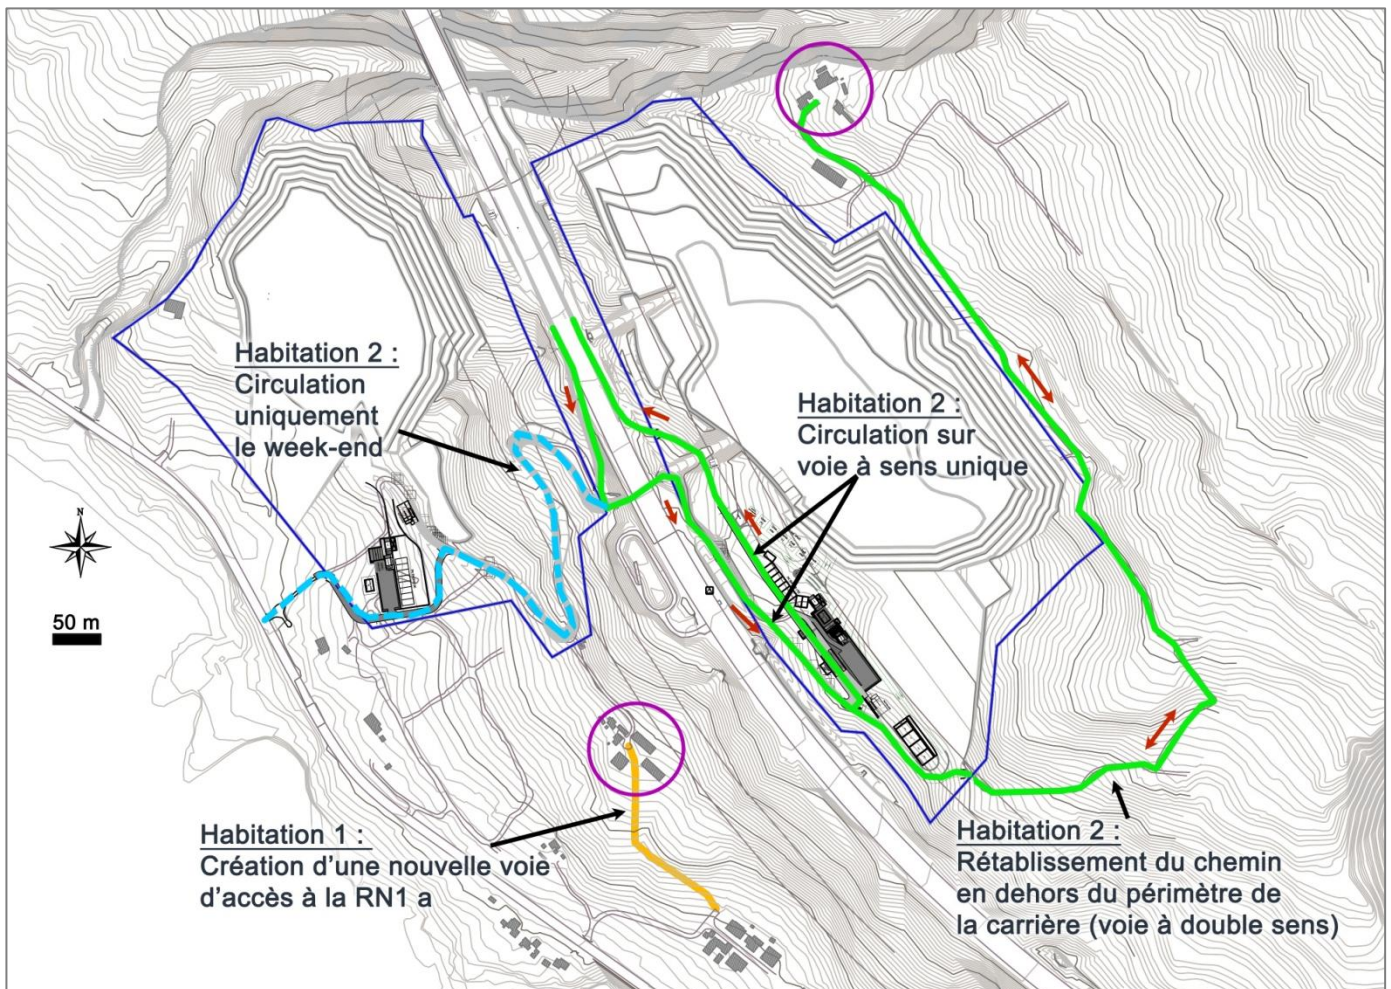 Habitation 2 :
Circulation
uniquement
le week-end
Habitation 2 :
Circulation sur
voie à sens unique
N
50 m
Habitation 1 :
Création d'une nouvelle voie
d'accès à la RN1 a
Habitation 2 :
Rétablissement du chemin
en dehors du périmètre de
la carrière (voie à double sens)